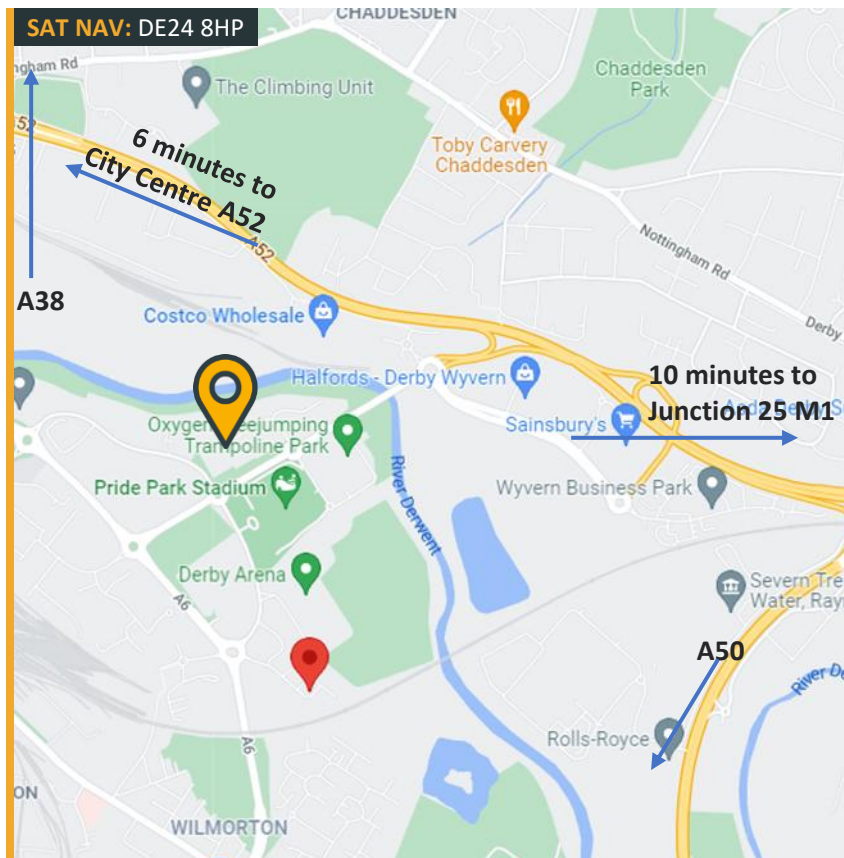 SAT NAV: DE24 8HP
CHADDESDEN
ngham Rd
The Climbing Unit
Chaddesden
Park
Toby Carvery
Chaddesden
A52
6 minutes to
City Centre A52
A52
Nottingham Rd
Derby
A38
Costco Wholesale
Halfords - Derby Wyvern
10 minutes to
Junction 25 M1
Sainsbury's
Oxygen Freejumping
Trampoline Park
Pride Park Stadium
River Derwent
Wyvern Business Park
Derby Arena
Severn Tre
Water, Ray
A6
A50
River De
Rolls-Royce
A6
ON
WILMORTON